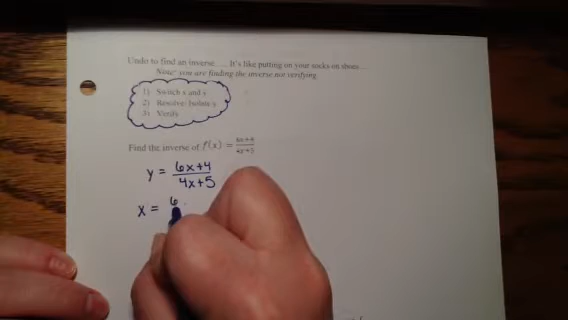 Undo to find an inverse . . . . It's like putting on your socks on shoes . . .
Note: you are finding the inverse not verifying
1) Switch x and y
2) Resolve: Isolate y
3) Verify
Find the inverse of f(x) = 6x+4 / 4x+5
y = 6x+4 / 4x+5
x = 6